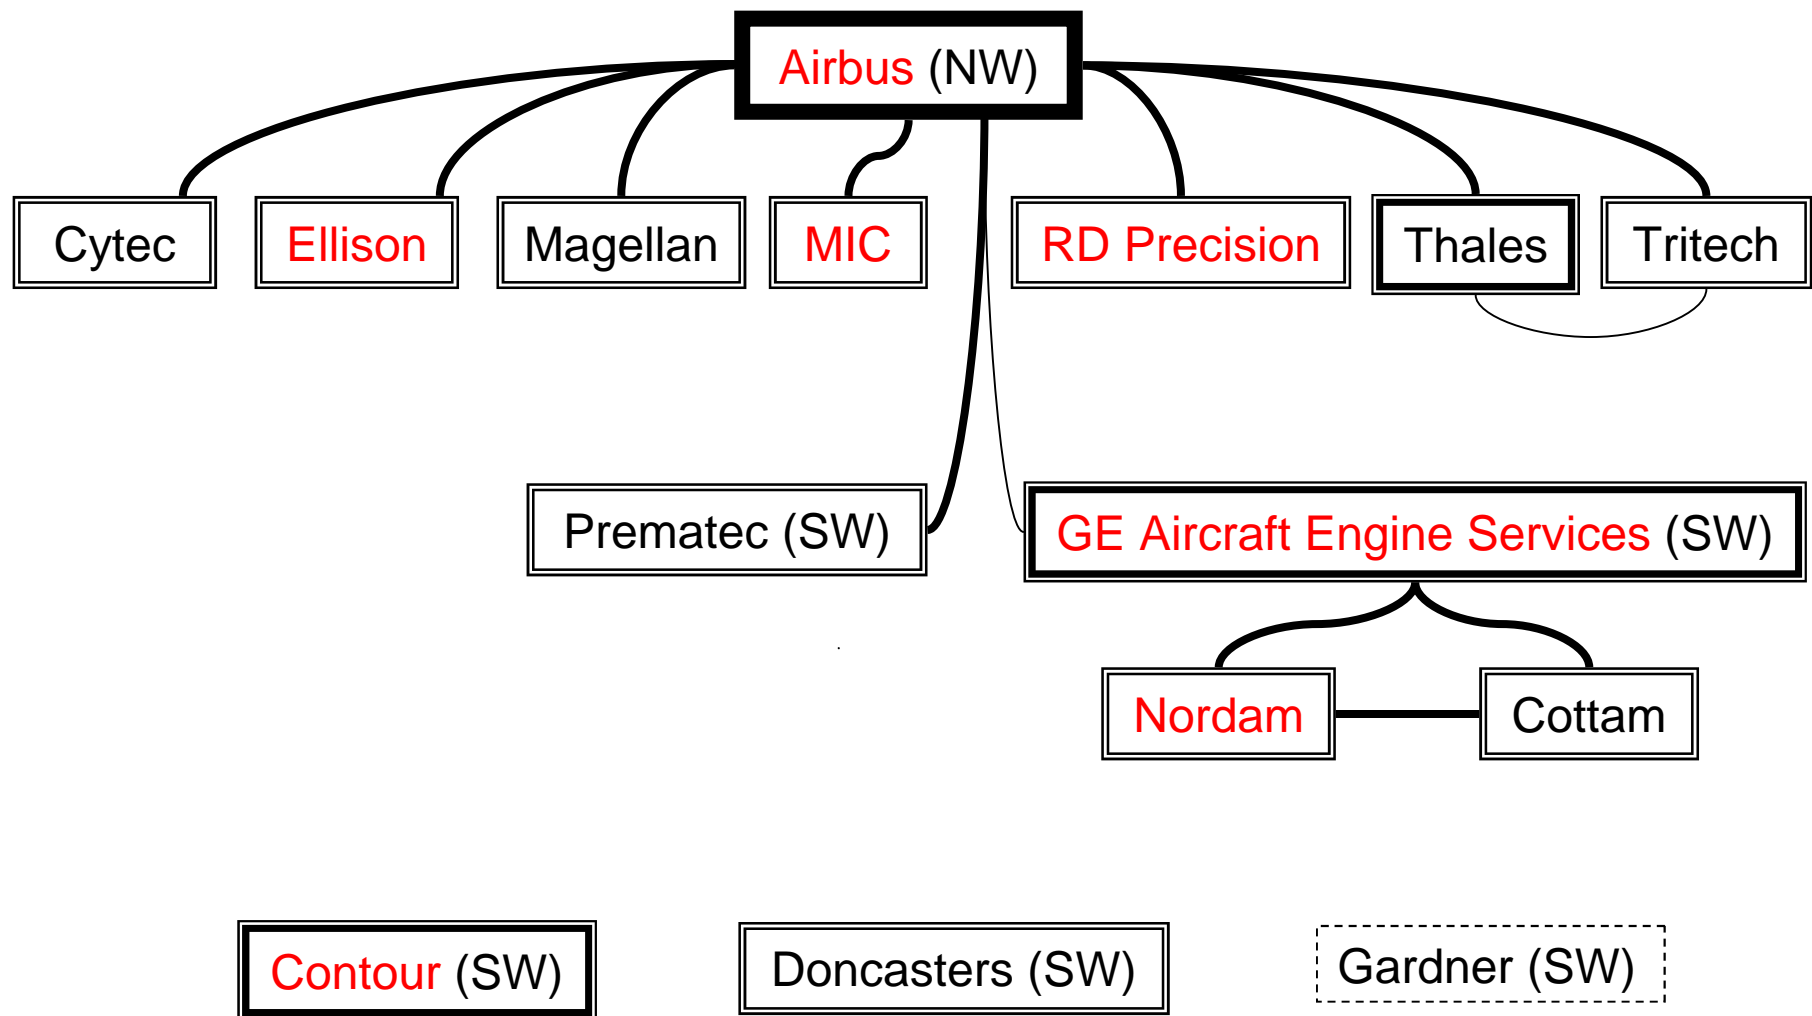 Airbus (NW)
Cytec
Ellison
Magellan
MIC
RD Precision
Thales
Tritech
Prematec (SW)
GE Aircraft Engine Services (SW)
Nordam
Cottam
Contour (SW)
Doncasters (SW)
Gardner (SW)